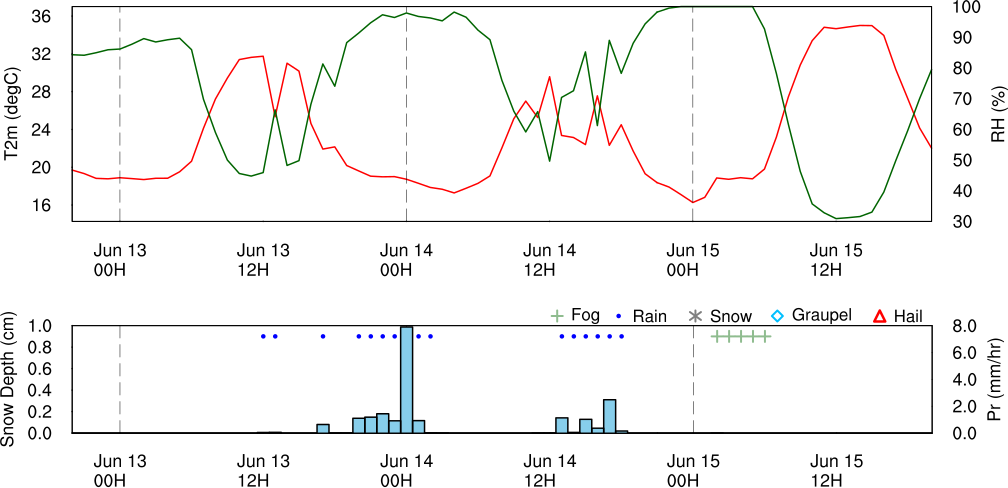 T2m (degC)
36
32
28
24
20
16
RH (%)
100
90
80
70
60
50
40
30
Jun 13 Jun 13 Jun 14 Jun 14 Jun 15 Jun 15
00H 12H 00H 12H 00H 12H
Fog Rain Snow Graupel Hail
Snow Depth (cm)
1.0
0.8
0.6
0.4
0.2
0.0
Pr (mm/hr)
8.0
6.0
4.0
2.0
0.0
Jun 13 Jun 13 Jun 14 Jun 14 Jun 15 Jun 15
00H 12H 00H 12H 00H 12H